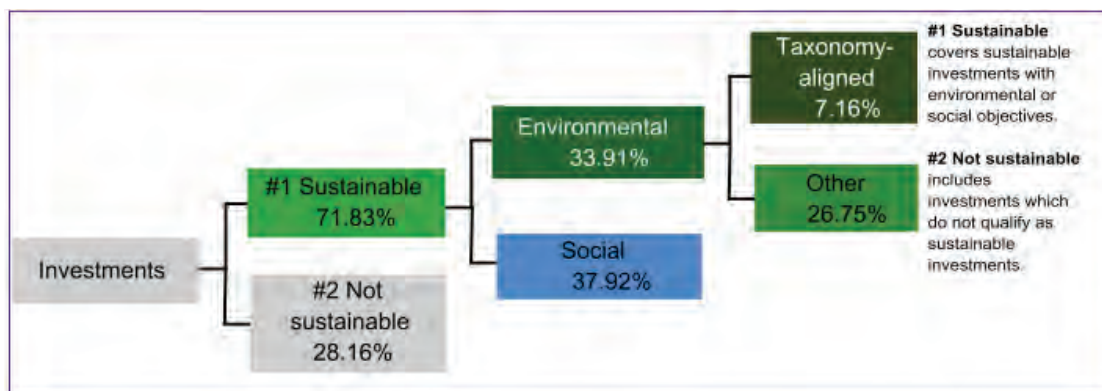 Investments
#1 Sustainable
71.83%
#2 Not
sustainable
28.16%
Environmental
33.91%
Social
37.92%
Taxonomy-
aligned
7.16%
Other
26.75%
#1 Sustainable
covers sustainable
investments with
environmental or
social objectives.
#2 Not sustainable
includes
investments which
do not qualify as
sustainable
investments.